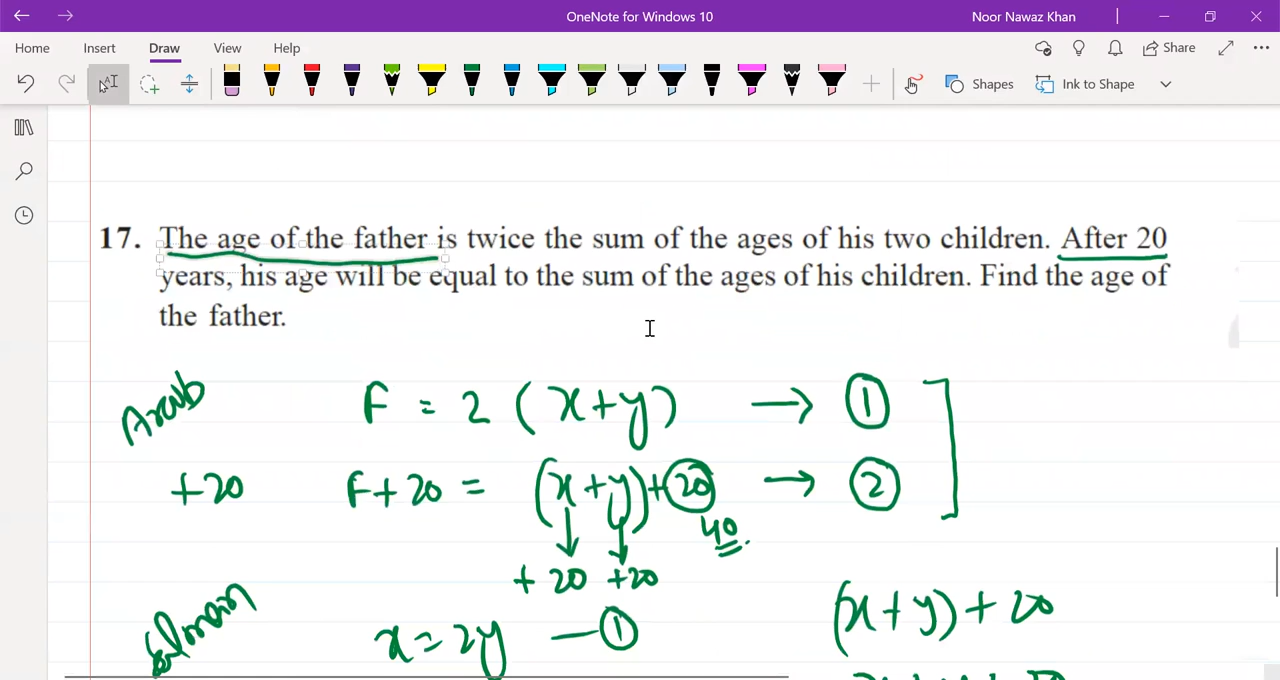 OneNote for Windows 10
Noor Nawaz Khan
Home Insert Draw View Help
Share
Shapes
Ink to Shape
17. The age of the father is twice the sum of the ages of his two children. After 20
years, his age will be equal to the sum of the ages of his children. Find the age of
the father.
Arab F = 2 (x+y) → 1
+20 F+20 = (x+y)+20 → 2
40
+20 +20
Salman x=2y — 1
(x+y)+20